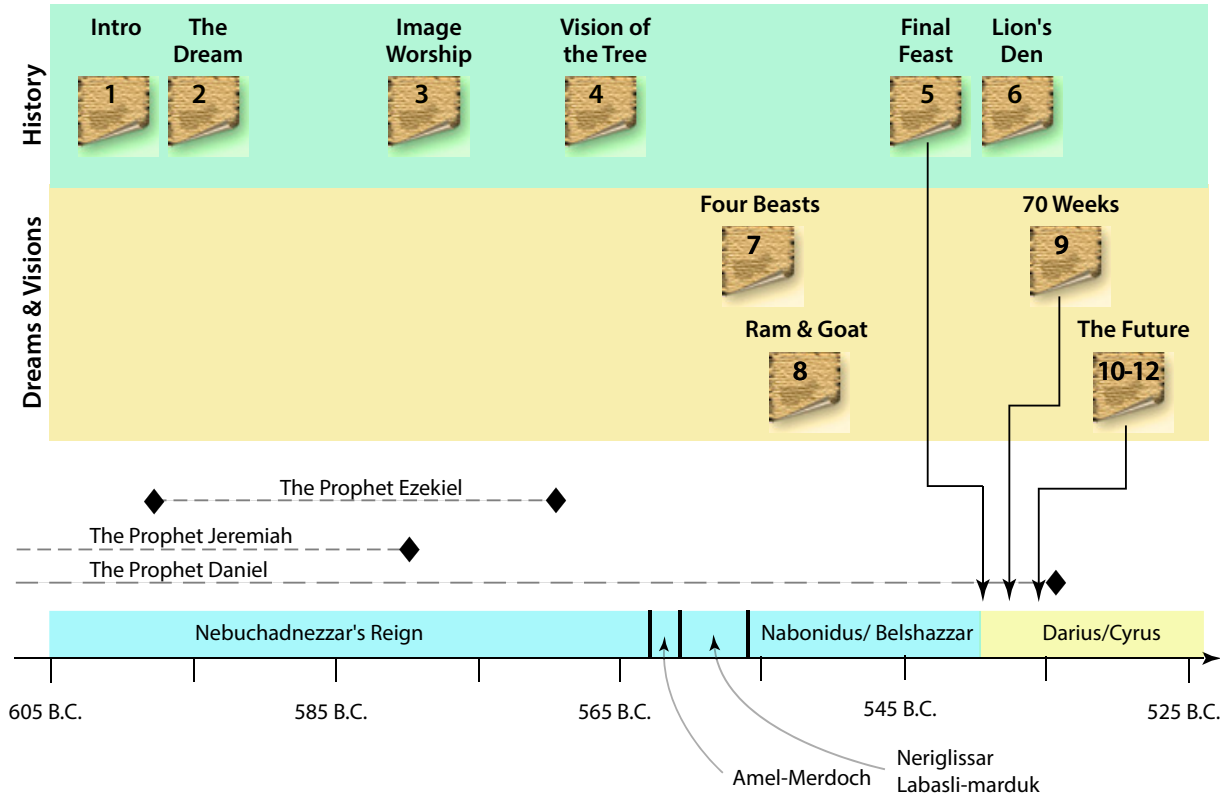 History
Intro
The
Dream
Image
Worship
Vision of
the Tree
Final
Feast
Lion's
Den
1
2
3
4
5
6
Dreams & Visions
Four Beasts
70 Weeks
7
9
Ram & Goat
The Future
8
10-12
The Prophet Ezekiel
The Prophet Jeremiah
The Prophet Daniel
Nebuchadnezzar's Reign
Nabonidus/ Belshazzar
Darius/Cyrus
605 B.C.
585 B.C.
565 B.C.
545 B.C.
525 B.C.
Amel-Merdoch
Neriglissar
Labasli-marduk